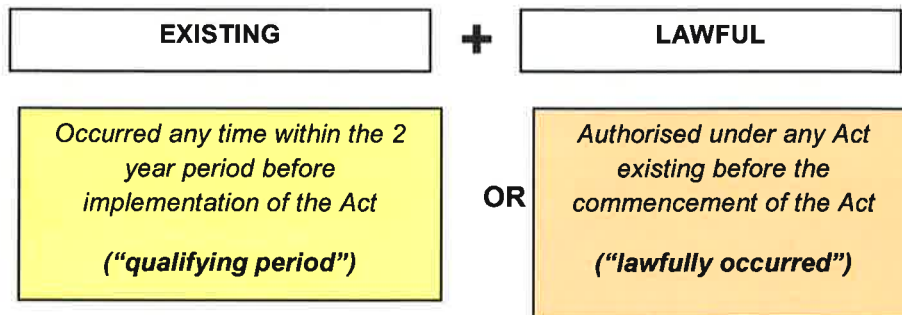 EXISTING + LAWFUL
Occurred any time within the 2
year period before
implementation of the Act
(“qualifying period”)
OR
Authorised under any Act
existing before the
commencement of the Act
(“lawfully occurred”)